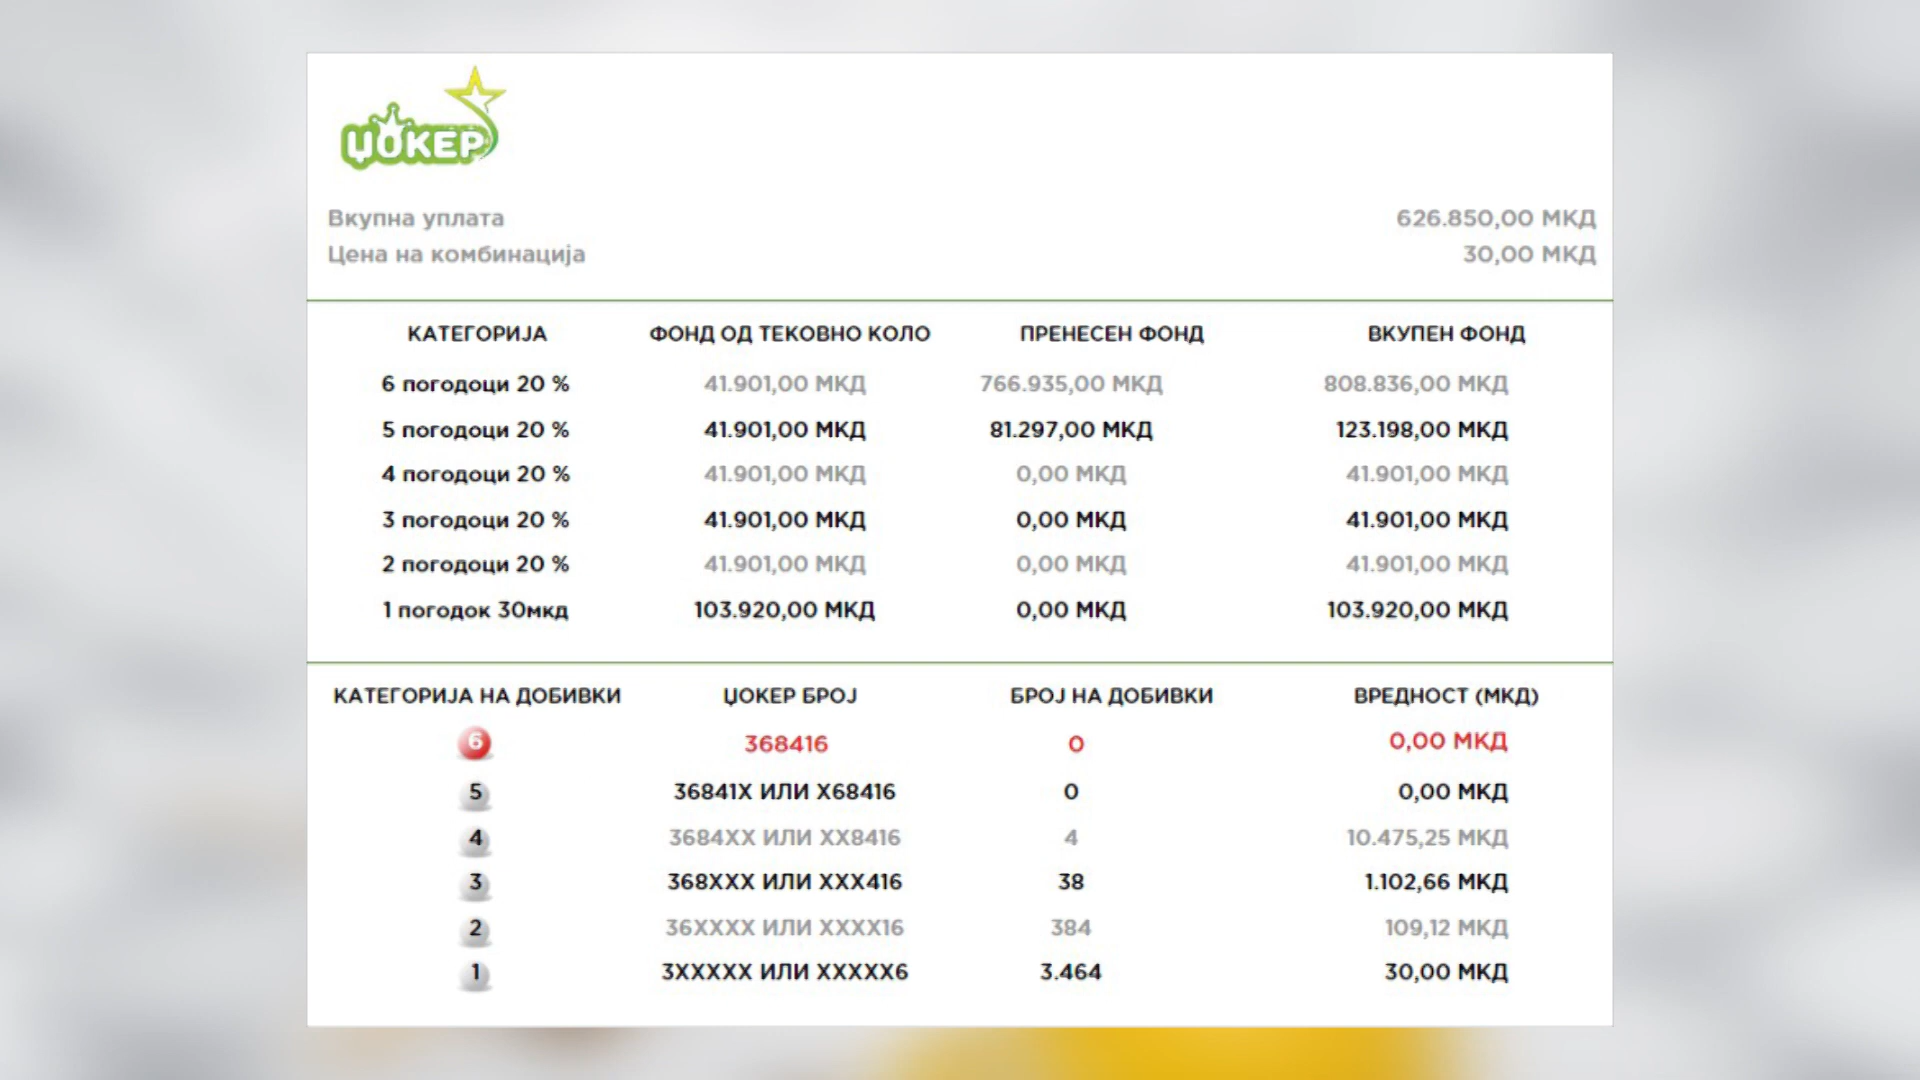 ЏОКЕР
Вкупна уплата 626.850,00 МКД
Цена на комбинација 30,00 МКД
КАТЕГОРИЈА ФОНД ОД ТЕКОВНО КОЛО ПРЕНЕСЕН ФОНД ВКУПЕН ФОНД
6 погодоци 20 % 41.901,00 МКД 766.935,00 МКД 808.836,00 МКД
5 погодоци 20 % 41.901,00 МКД 81.297,00 МКД 123.198,00 МКД
4 погодоци 20 % 41.901,00 МКД 0,00 МКД 41.901,00 МКД
3 погодоци 20 % 41.901,00 МКД 0,00 МКД 41.901,00 МКД
2 погодоци 20 % 41.901,00 МКД 0,00 МКД 41.901,00 МКД
1 погодок 30мкд 103.920,00 МКД 0,00 МКД 103.920,00 МКД
КАТЕГОРИЈА НА ДОБИВКИ ЏОКЕР БРОЈ БРОЈ НА ДОБИВКИ ВРЕДНОСТ (МКД)
6 368416 0 0,00 МКД
5 36841X ИЛИ X68416 0 0,00 МКД
4 3684XX ИЛИ XX8416 4 10.475,25 МКД
3 368XXX ИЛИ XXX416 38 1.102,66 МКД
2 36XXXX ИЛИ XXXX16 384 109,12 МКД
1 3XXXXX ИЛИ XXXXX6 3.464 30,00 МКД